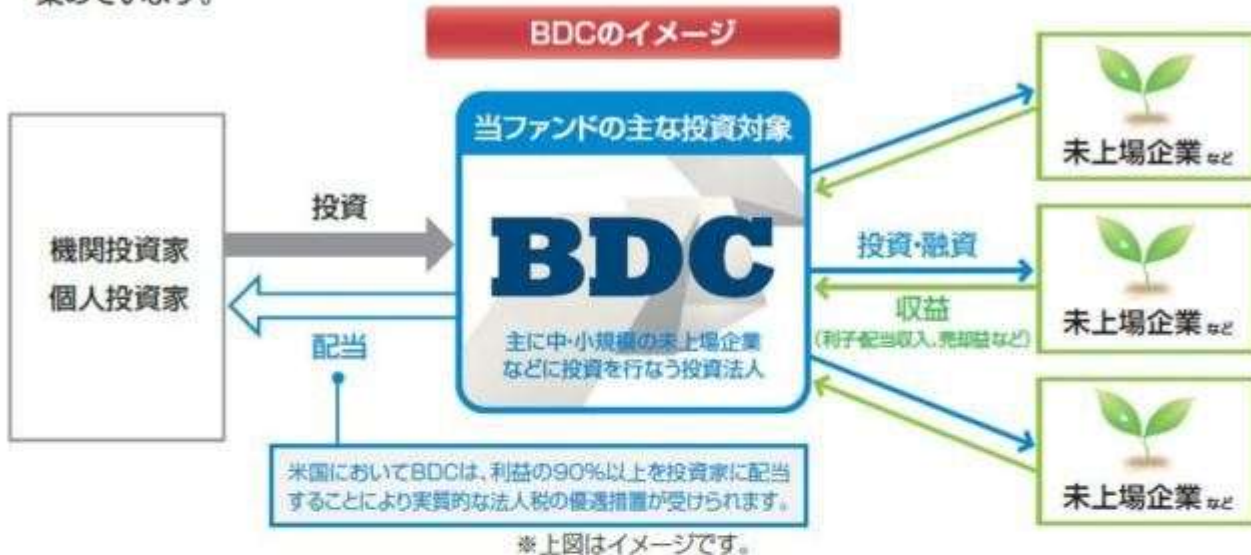 BDCのイメージ
機関投資家
個人投資家
投資
配当
当ファンドの主な投資対象
BDC
主に中・小規模の未上場企業
などに投資を行なう投資法人
投資・融資
収益
(利子・配当収入、売却益など)
未上場企業 など
未上場企業 など
未上場企業 など
米国においてBDCは、利益の90%以上を投資家に配当
することにより実質的な法人税の優遇措置が受けられます。
※上図はイメージです。